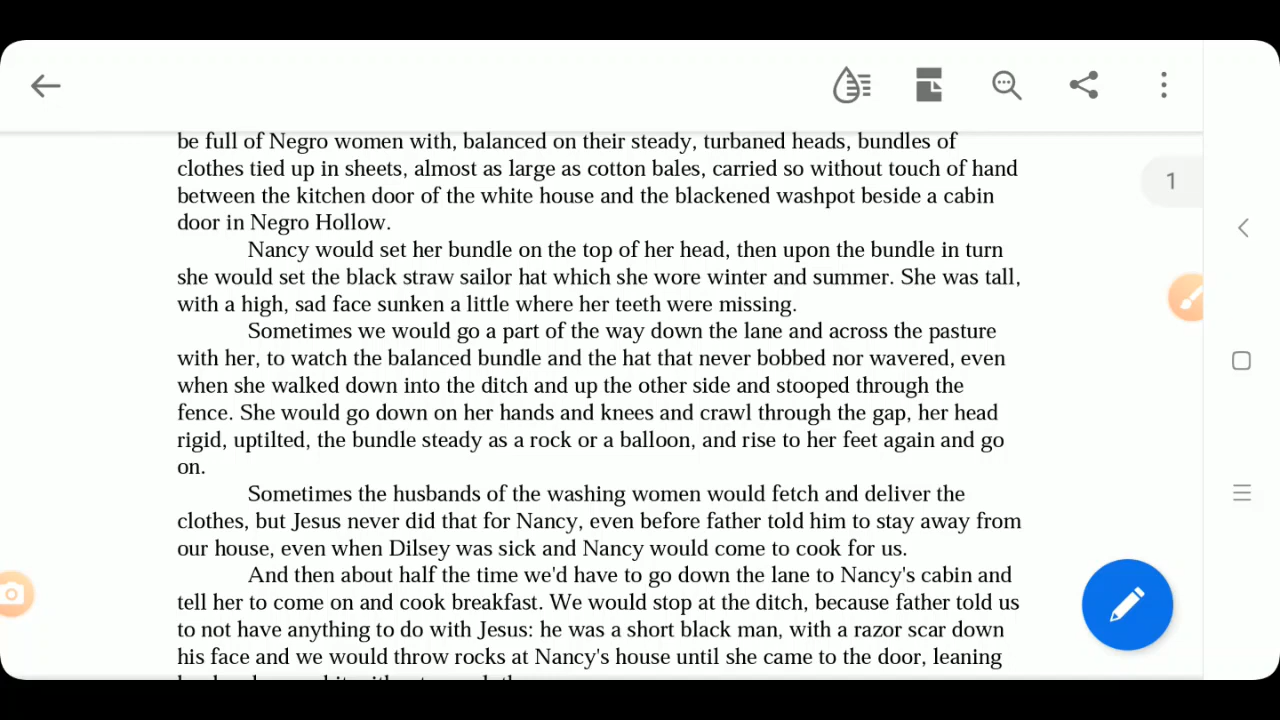 1
be full of Negro women with, balanced on their steady, turbaned heads, bundles of
clothes tied up in sheets, almost as large as cotton bales, carried so without touch of hand
between the kitchen door of the white house and the blackened washpot beside a cabin
door in Negro Hollow.
Nancy would set her bundle on the top of her head, then upon the bundle in turn
she would set the black straw sailor hat which she wore winter and summer. She was tall,
with a high, sad face sunken a little where her teeth were missing.
Sometimes we would go a part of the way down the lane and across the pasture
with her, to watch the balanced bundle and the hat that never bobbed nor wavered, even
when she walked down into the ditch and up the other side and stooped through the
fence. She would go down on her hands and knees and crawl through the gap, her head
rigid, uptilted, the bundle steady as a rock or a balloon, and rise to her feet again and go
on.
Sometimes the husbands of the washing women would fetch and deliver the
clothes, but Jesus never did that for Nancy, even before father told him to stay away from
our house, even when Dilsey was sick and Nancy would come to cook for us.
And then about half the time we'd have to go down the lane to Nancy's cabin and
tell her to come on and cook breakfast. We would stop at the ditch, because father told us
to not have anything to do with Jesus: he was a short black man, with a razor scar down
his face and we would throw rocks at Nancy's house until she came to the door, leaning